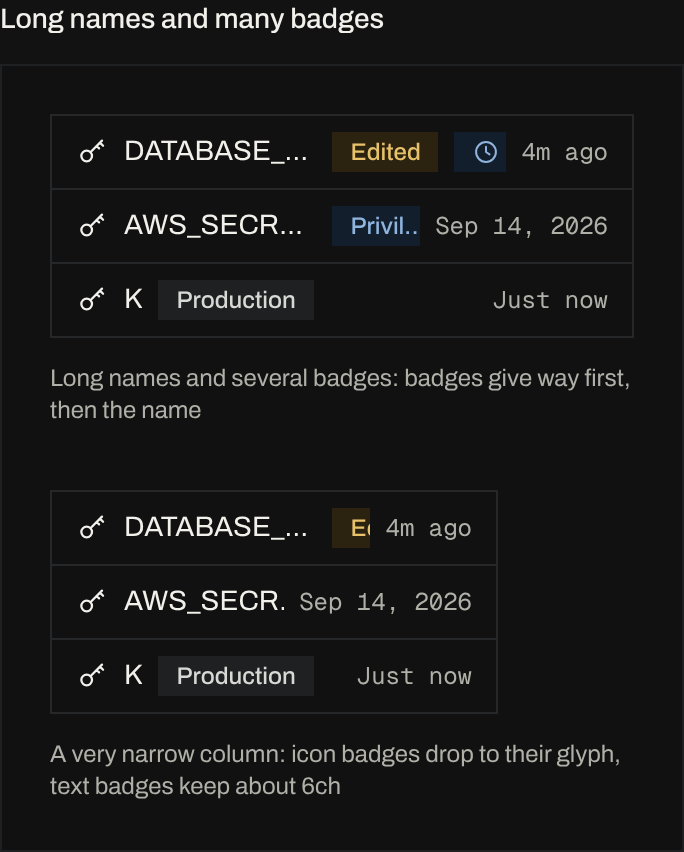 Long names and many badges
DATABASE_... Edited 4m ago
AWS_SECR... Privil.. Sep 14, 2026
K Production Just now
Long names and several badges: badges give way first,
then the name
DATABASE_... Ed 4m ago
AWS_SECR. Sep 14, 2026
K Production Just now
A very narrow column: icon badges drop to their glyph,
text badges keep about 6ch